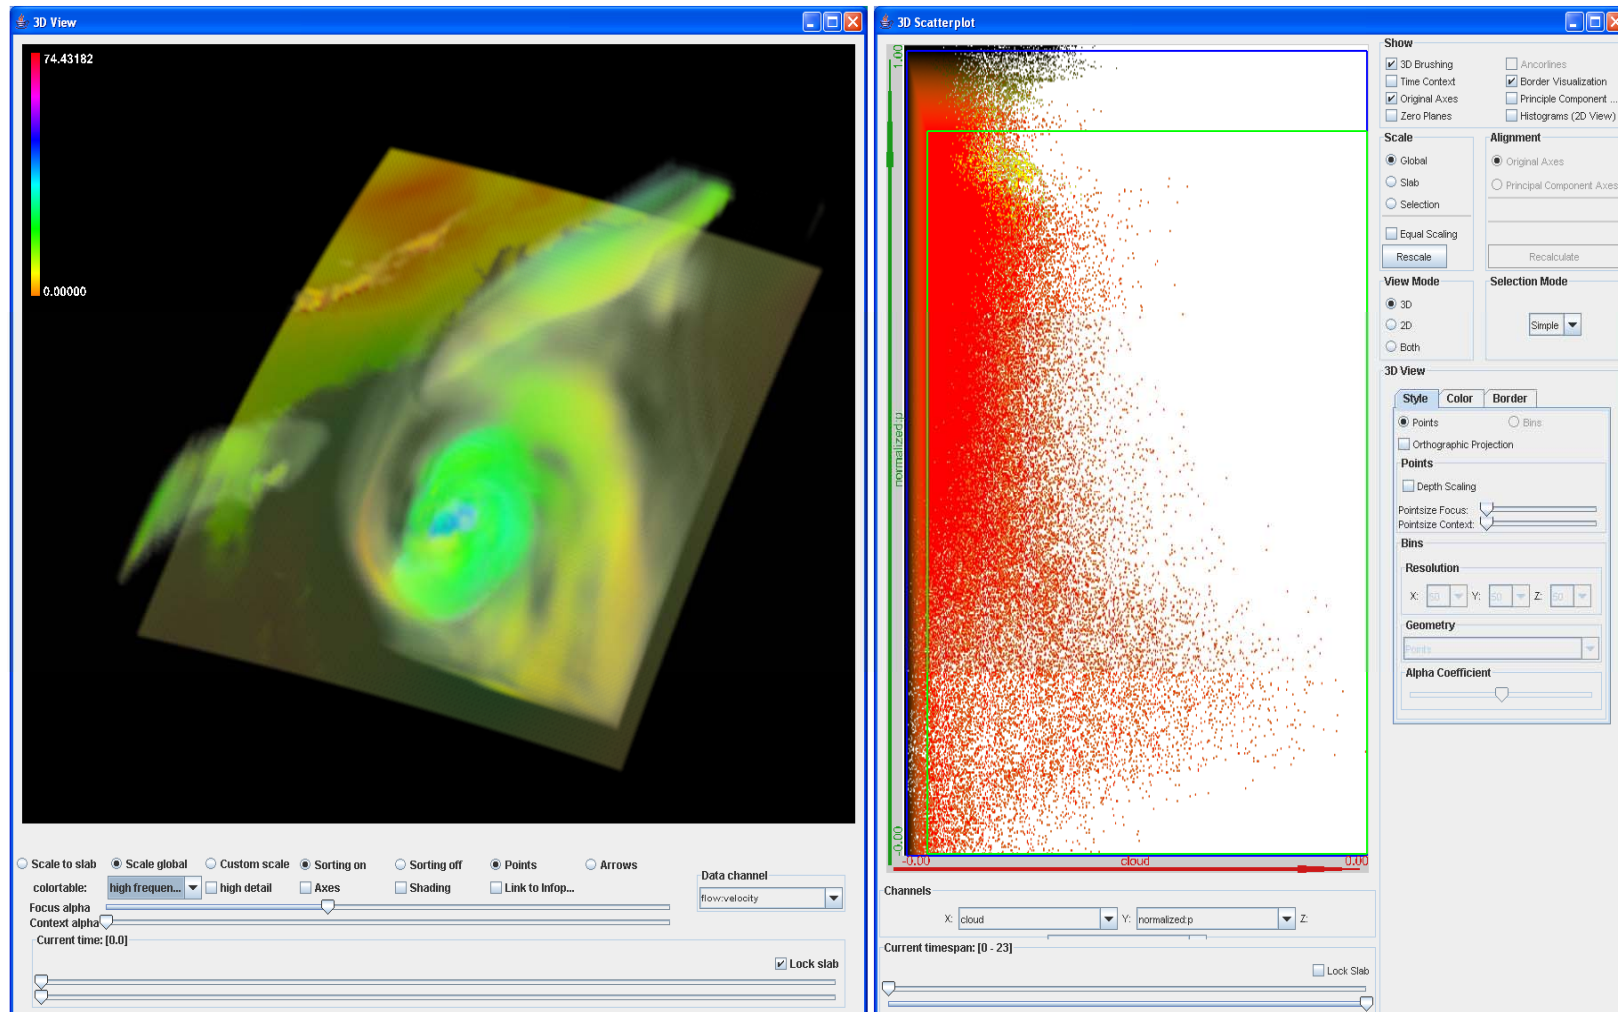 3D View
74.43182
0.00000
Scale to slab Scale global Custom scale Sorting on Sorting off Points Arrows
colortable: high frequen... high detail Axes Shading Link to Infop...
Data channel
flow:velocity
Focus alpha
Context alpha
Current time: [0.0]
Lock slab
3D Scatterplot
1.00
normalized:p
-0.00
-0.00 cloud 0.00
Channels
X: cloud Y: normalized:p Z:
Current timespan: [0 - 23]
Lock Slab
Show
3D Brushing Ancorlines
Time Context Border Visualization
Original Axes Principle Component ...
Zero Planes Histograms (2D View)
Scale
Global
Slab
Selection
Equal Scaling
Rescale
Alignment
Original Axes
Principal Component Axes
Recalculate
View Mode
3D
2D
Both
Selection Mode
Simple
3D View
Style Color Border
Points Bins
Orthographic Projection
Points
Depth Scaling
Pointsize Focus:
Pointsize Context:
Bins
Resolution
X: 50 Y: 50 Z: 50
Geometry
Points
Alpha Coefficient